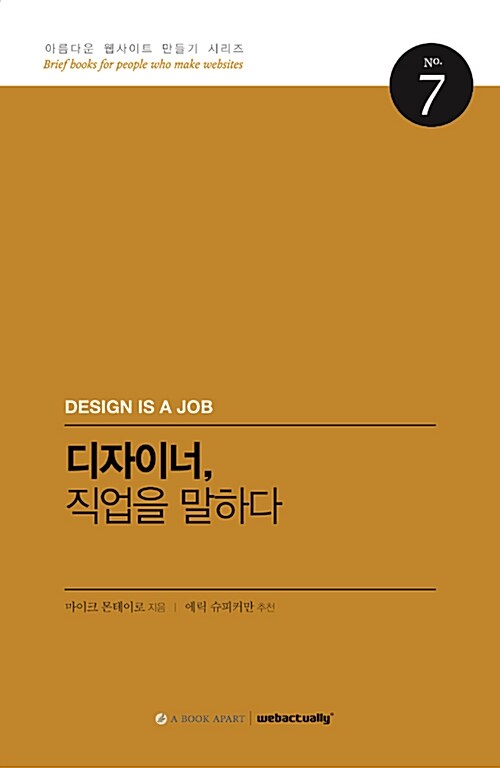 아름다운 웹사이트 만들기 시리즈
Brief books for people who make websites
No.
7
DESIGN IS A JOB
디자이너,
직업을 말하다
마이크 몬테이로 지음 | 에릭 슈피커만 추천
A BOOK APART | webactually